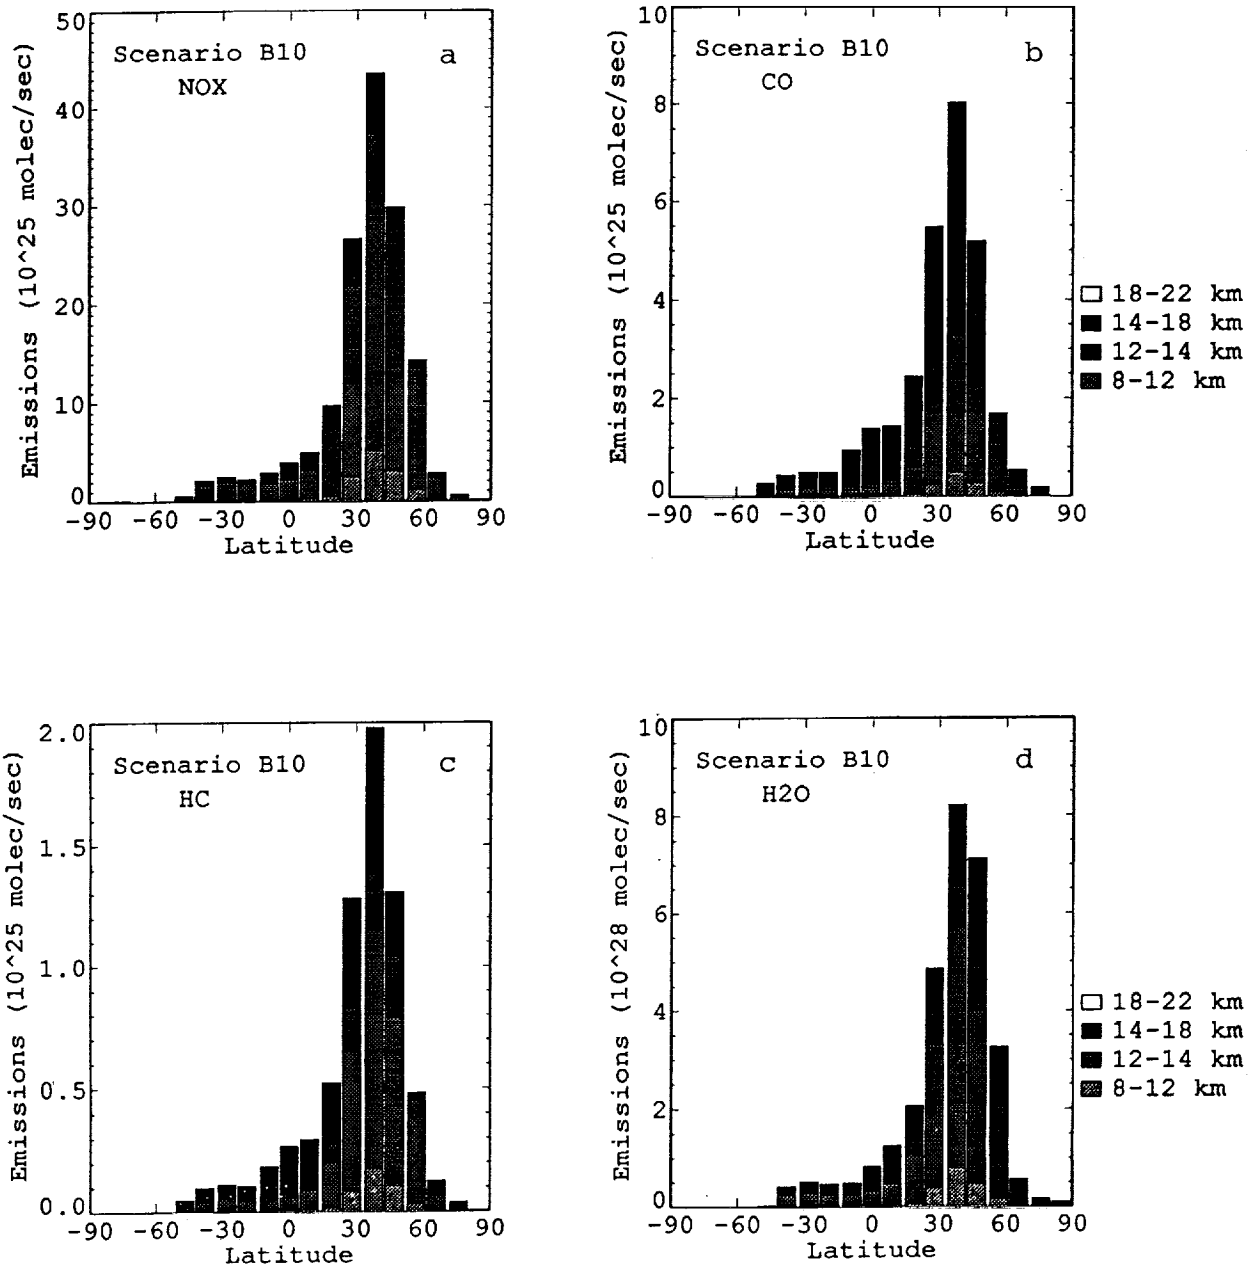 Scenario B10
a
NOX
Emissions (10^25 molec/sec)
50
40
30
20
10
0
-90 -60 -30 0 30 60 90
Latitude
Scenario B10
b
CO
Emissions (10^25 molec/sec)
10
8
6
4
2
0
-90 -60 -30 0 30 60 90
Latitude
18-22 km
14-18 km
12-14 km
8-12 km
Scenario B10
c
HC
Emissions (10^25 molec/sec)
2.0
1.5
1.0
0.5
0.0
-90 -60 -30 0 30 60 90
Latitude
Scenario B10
d
H2O
Emissions (10^28 molec/sec)
10
8
6
4
2
0
-90 -60 -30 0 30 60 90
Latitude
18-22 km
14-18 km
12-14 km
8-12 km